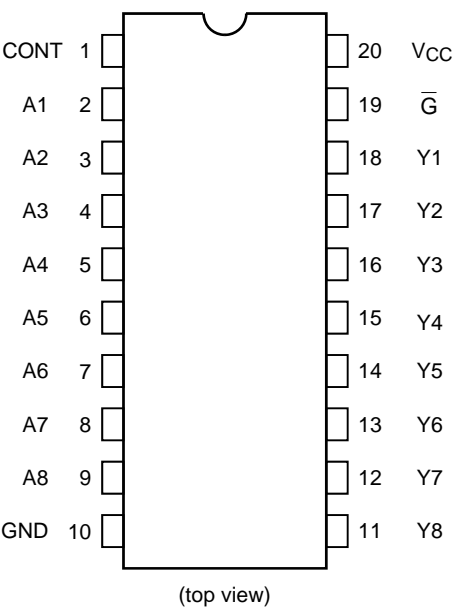 CONT 1 20 VCC
A1 2 19 G̅
A2 3 18 Y1
A3 4 17 Y2
A4 5 16 Y3
A5 6 15 Y4
A6 7 14 Y5
A7 8 13 Y6
A8 9 12 Y7
GND 10 11 Y8
(top view)